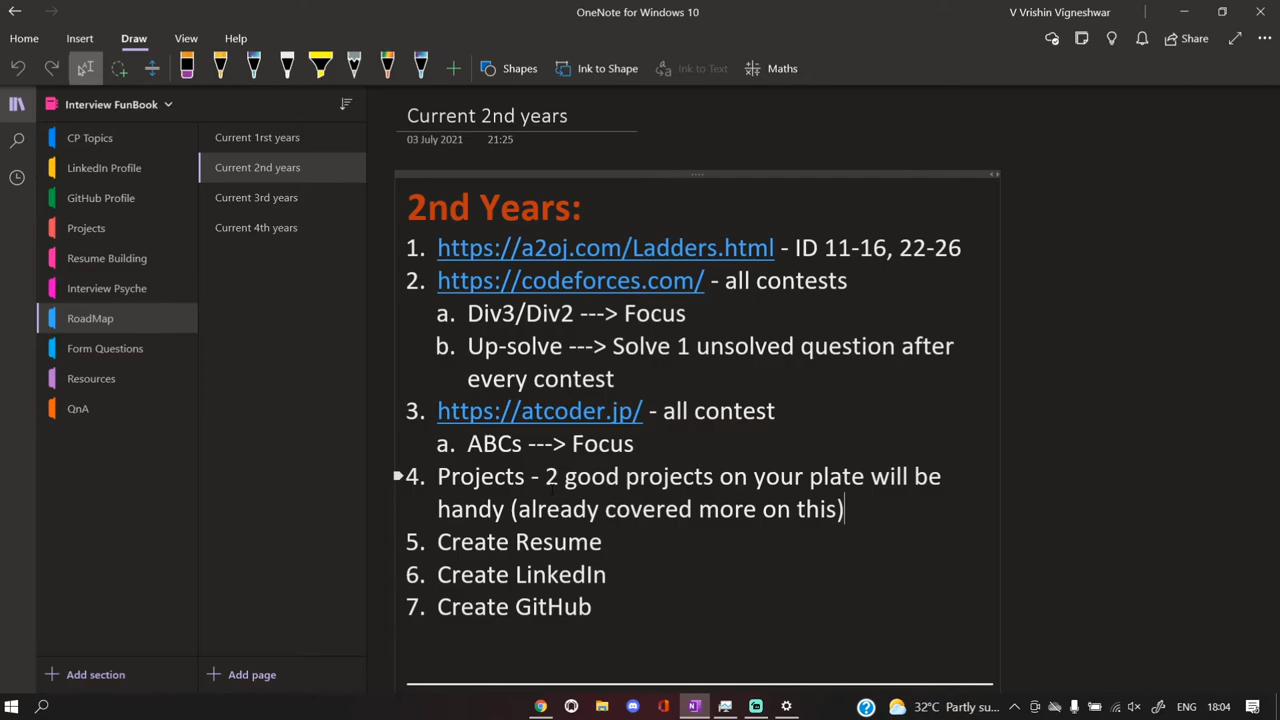 OneNote for Windows 10
V Vrishin Vigneshwar
Home
Insert
Draw
View
Help
Share
Shapes
Ink to Shape
Ink to Text
Maths
Interview FunBook
CP Topics
LinkedIn Profile
GitHub Profile
Projects
Resume Building
Interview Psyche
RoadMap
Form Questions
Resources
QnA
Add section
Current 1rst years
Current 2nd years
Current 3rd years
Current 4th years
Add page
Current 2nd years
03 July 2021 21:25
2nd Years:
1. https://a2oj.com/Ladders.html - ID 11-16, 22-26
2. https://codeforces.com/ - all contests
a. Div3/Div2 ---> Focus
b. Up-solve ---> Solve 1 unsolved question after
every contest
3. https://atcoder.jp/ - all contest
a. ABCs ---> Focus
4. Projects - 2 good projects on your plate will be
handy (already covered more on this)
5. Create Resume
6. Create LinkedIn
7. Create GitHub
32°C Partly su...
ENG
18:04